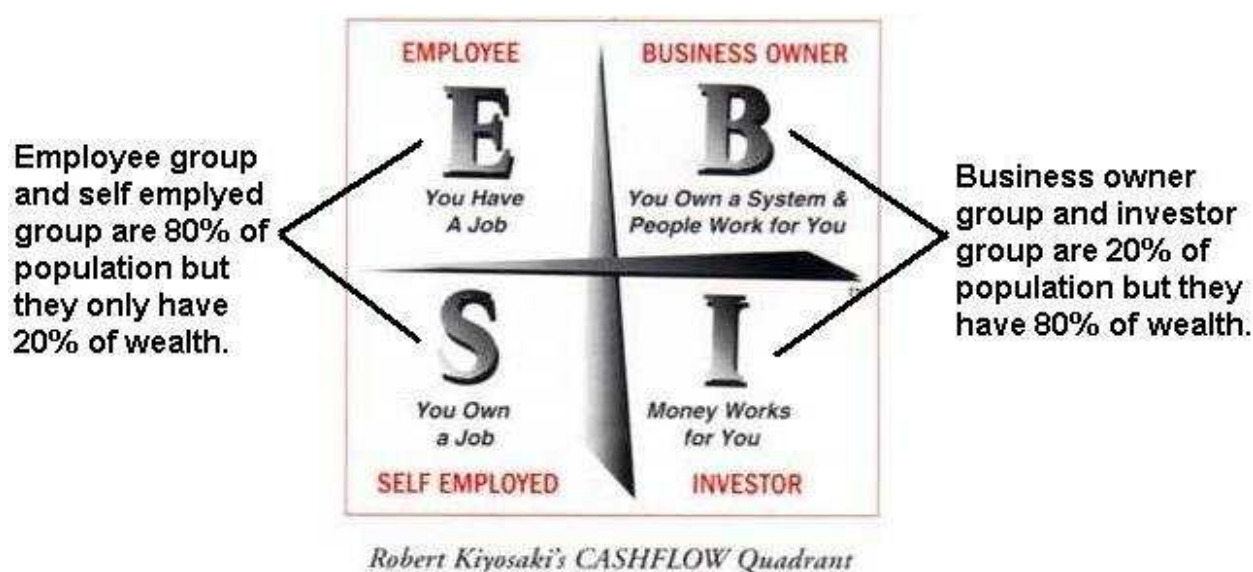 Employee group
and self emplyed
group are 80% of
population but
they only have
20% of wealth.
EMPLOYEE
E
You Have
A Job
BUSINESS OWNER
B
You Own a System &
People Work for You
S
You Own
a Job
SELF EMPLOYED
I
Money Works
for You
INVESTOR
Business owner
group and investor
group are 20% of
population but they
have 80% of wealth.
Robert Kiyosaki's CASHFLOW Quadrant